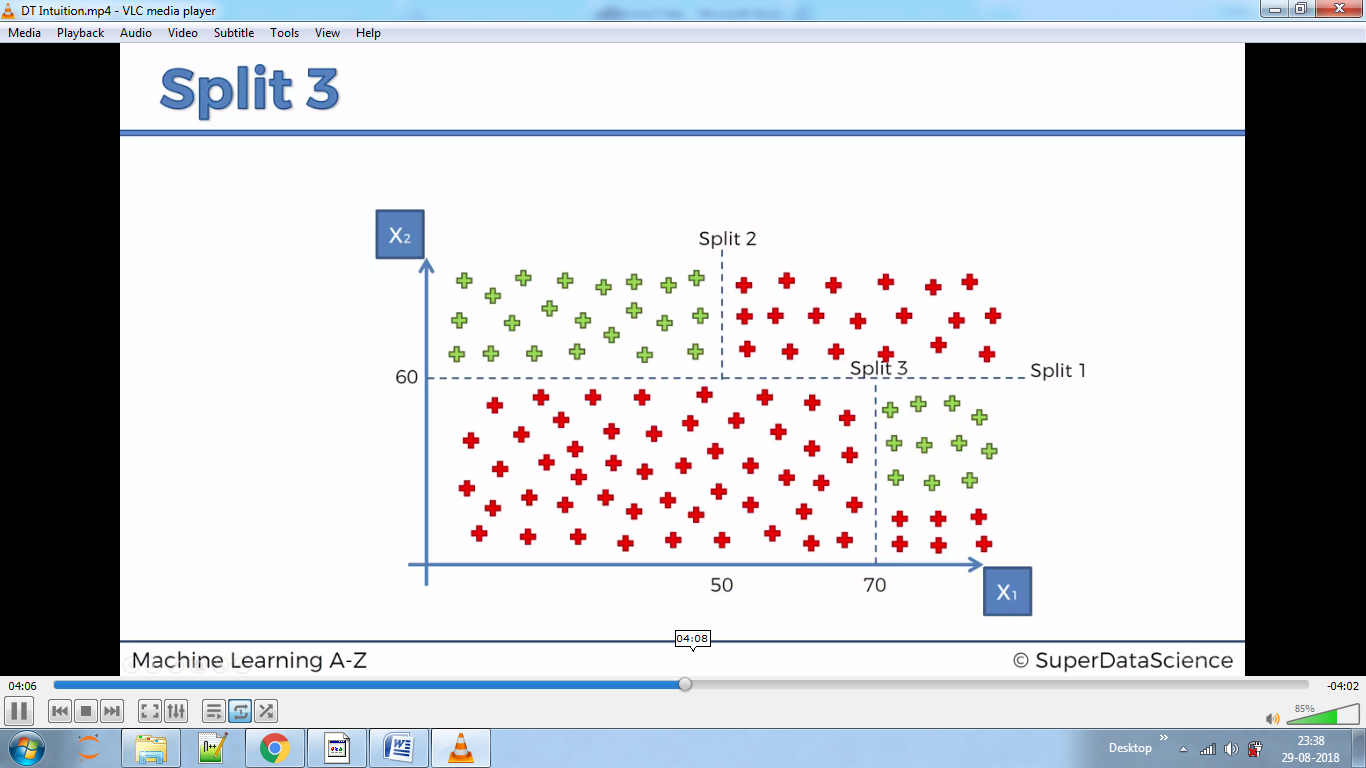 DT Intuition.mp4 - VLC media player
Media Playback Audio Video Subtitle Tools View Help
Split 3
X2
Split 2
60
Split 3
Split 1
50
70
X1
04:08
Machine Learning A-Z
© SuperDataScience
04:06
-04:02
85%
Desktop
23:38
29-08-2018